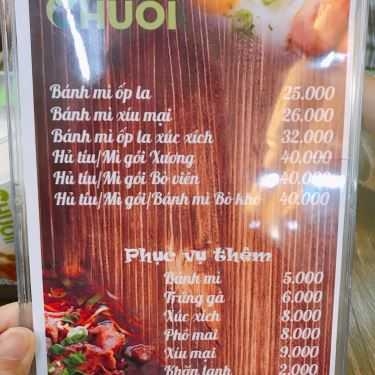 CHUỐI
Bánh mì ốp la 25.000
Bánh mì xíu mại 26.000
Bánh mì ốp la xúc xích 32.000
Hủ tíu/Mì gói Xương 40.000
Hủ tíu/Mì gói Bò viên 40.000
Hủ tíu/Mì gói/Bánh mì Bò kho 40.000
Phục vụ thêm
Bánh mì 5.000
Trứng gà 6.000
Xúc xích 8.000
Phô mai 8.000
Xíu mại 9.000
Khăn lạnh 2.000